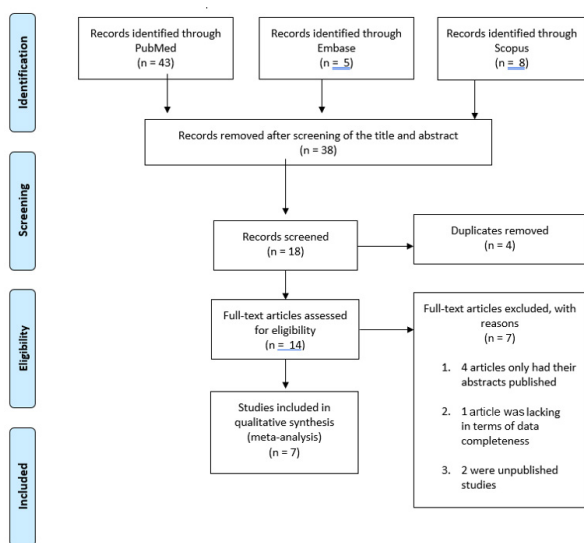 Identification
Records identified through
PubMed
(n = 43)
Records identified through
Embase
(n = 5)
Records identified through
Scopus
(n = 8)
Records removed after screening of the title and abstract
(n = 38)
Screening
Records screened
(n = 18)
Duplicates removed
(n = 4)
Eligibility
Full-text articles assessed
for eligibility
(n = 14)
Full-text articles excluded, with
reasons
(n = 7)
1. 4 articles only had their
abstracts published
2. 1 article was lacking
in terms of data
completeness
3. 2 were unpublished
studies
Included
Studies included in
qualitative synthesis
(meta-analysis)
(n = 7)